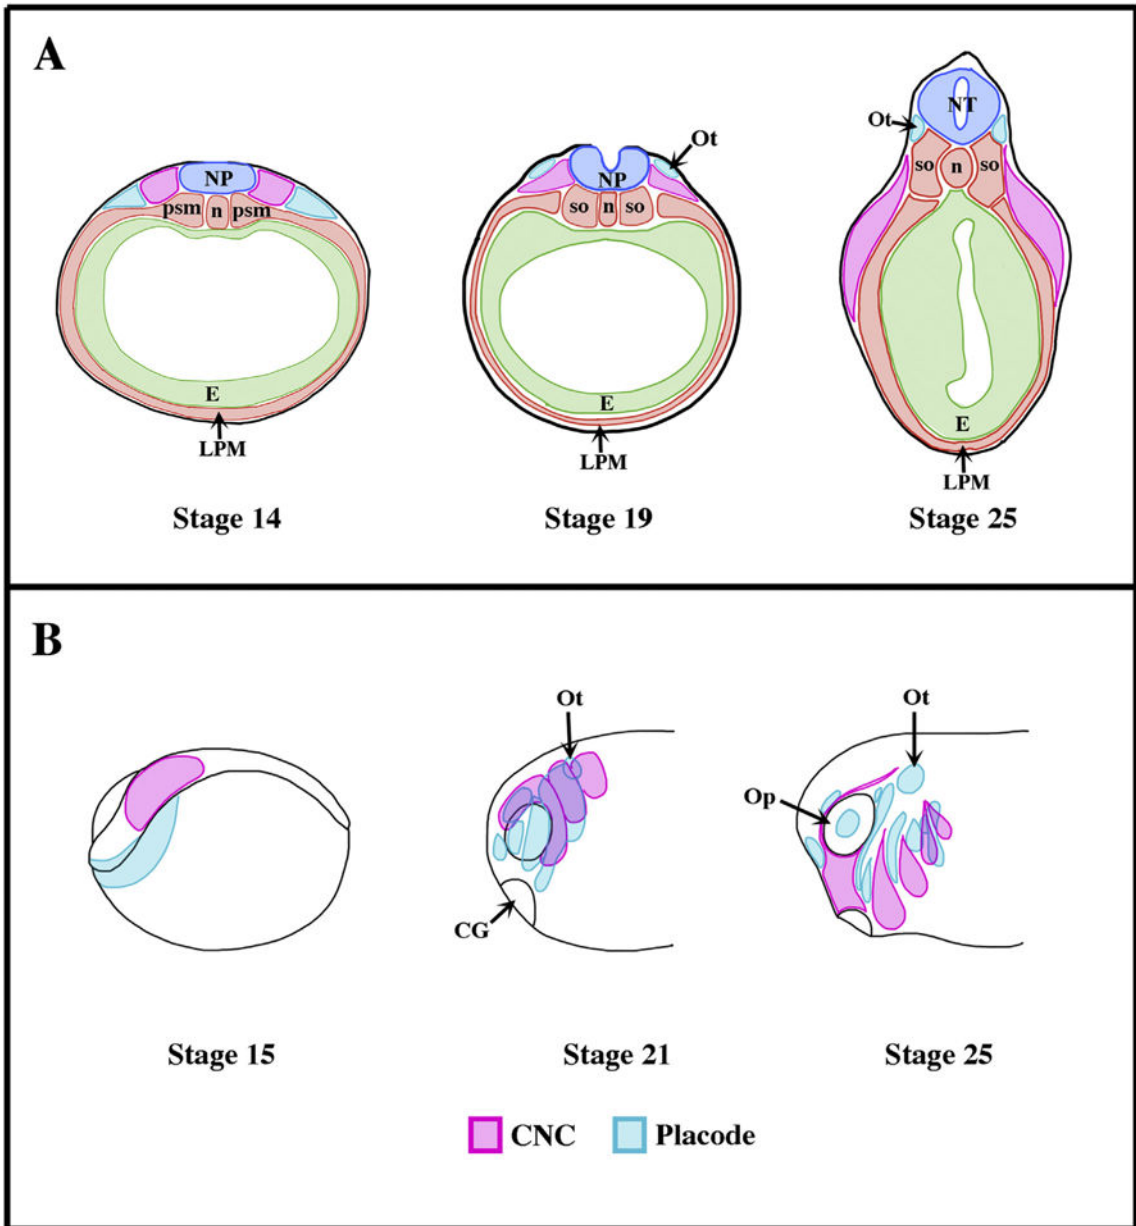 A
NP
psm n psm
E
LPM
Stage 14
Ot
NP
so n so
E
LPM
Stage 19
NT
Ot
so n so
E
LPM
Stage 25
B
Ot
CG
Ot
Op
Stage 15
Stage 21
Stage 25
CNC
Placode